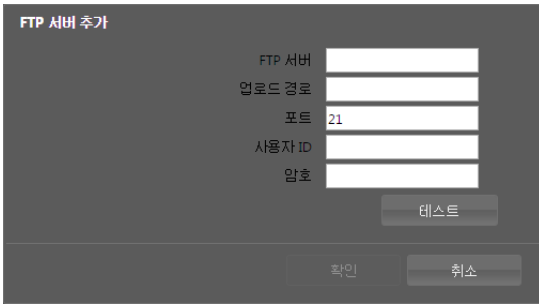 FTP 서버 추가
FTP 서버
업로드 경로
포트 21
사용자 ID
암호
테스트
확인 취소